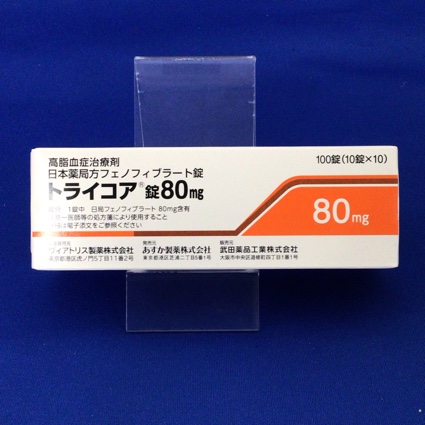 高脂血症治療剤
日本薬局方フェノフィブラート錠
トライコア®錠80mg
100錠(10錠×10)
80mg
1錠中 日局フェノフィブラート 80mg含有
医師等の処方箋により使用すること
電子添文をご参照ください
ヴィアトリス製薬株式会社
東京都港区虎ノ門5丁目11番2号
発売元
あすか製薬株式会社
東京都港区芝浦二丁目5番1号
販売元
武田薬品工業株式会社
大阪市中央区道修町四丁目1番1号